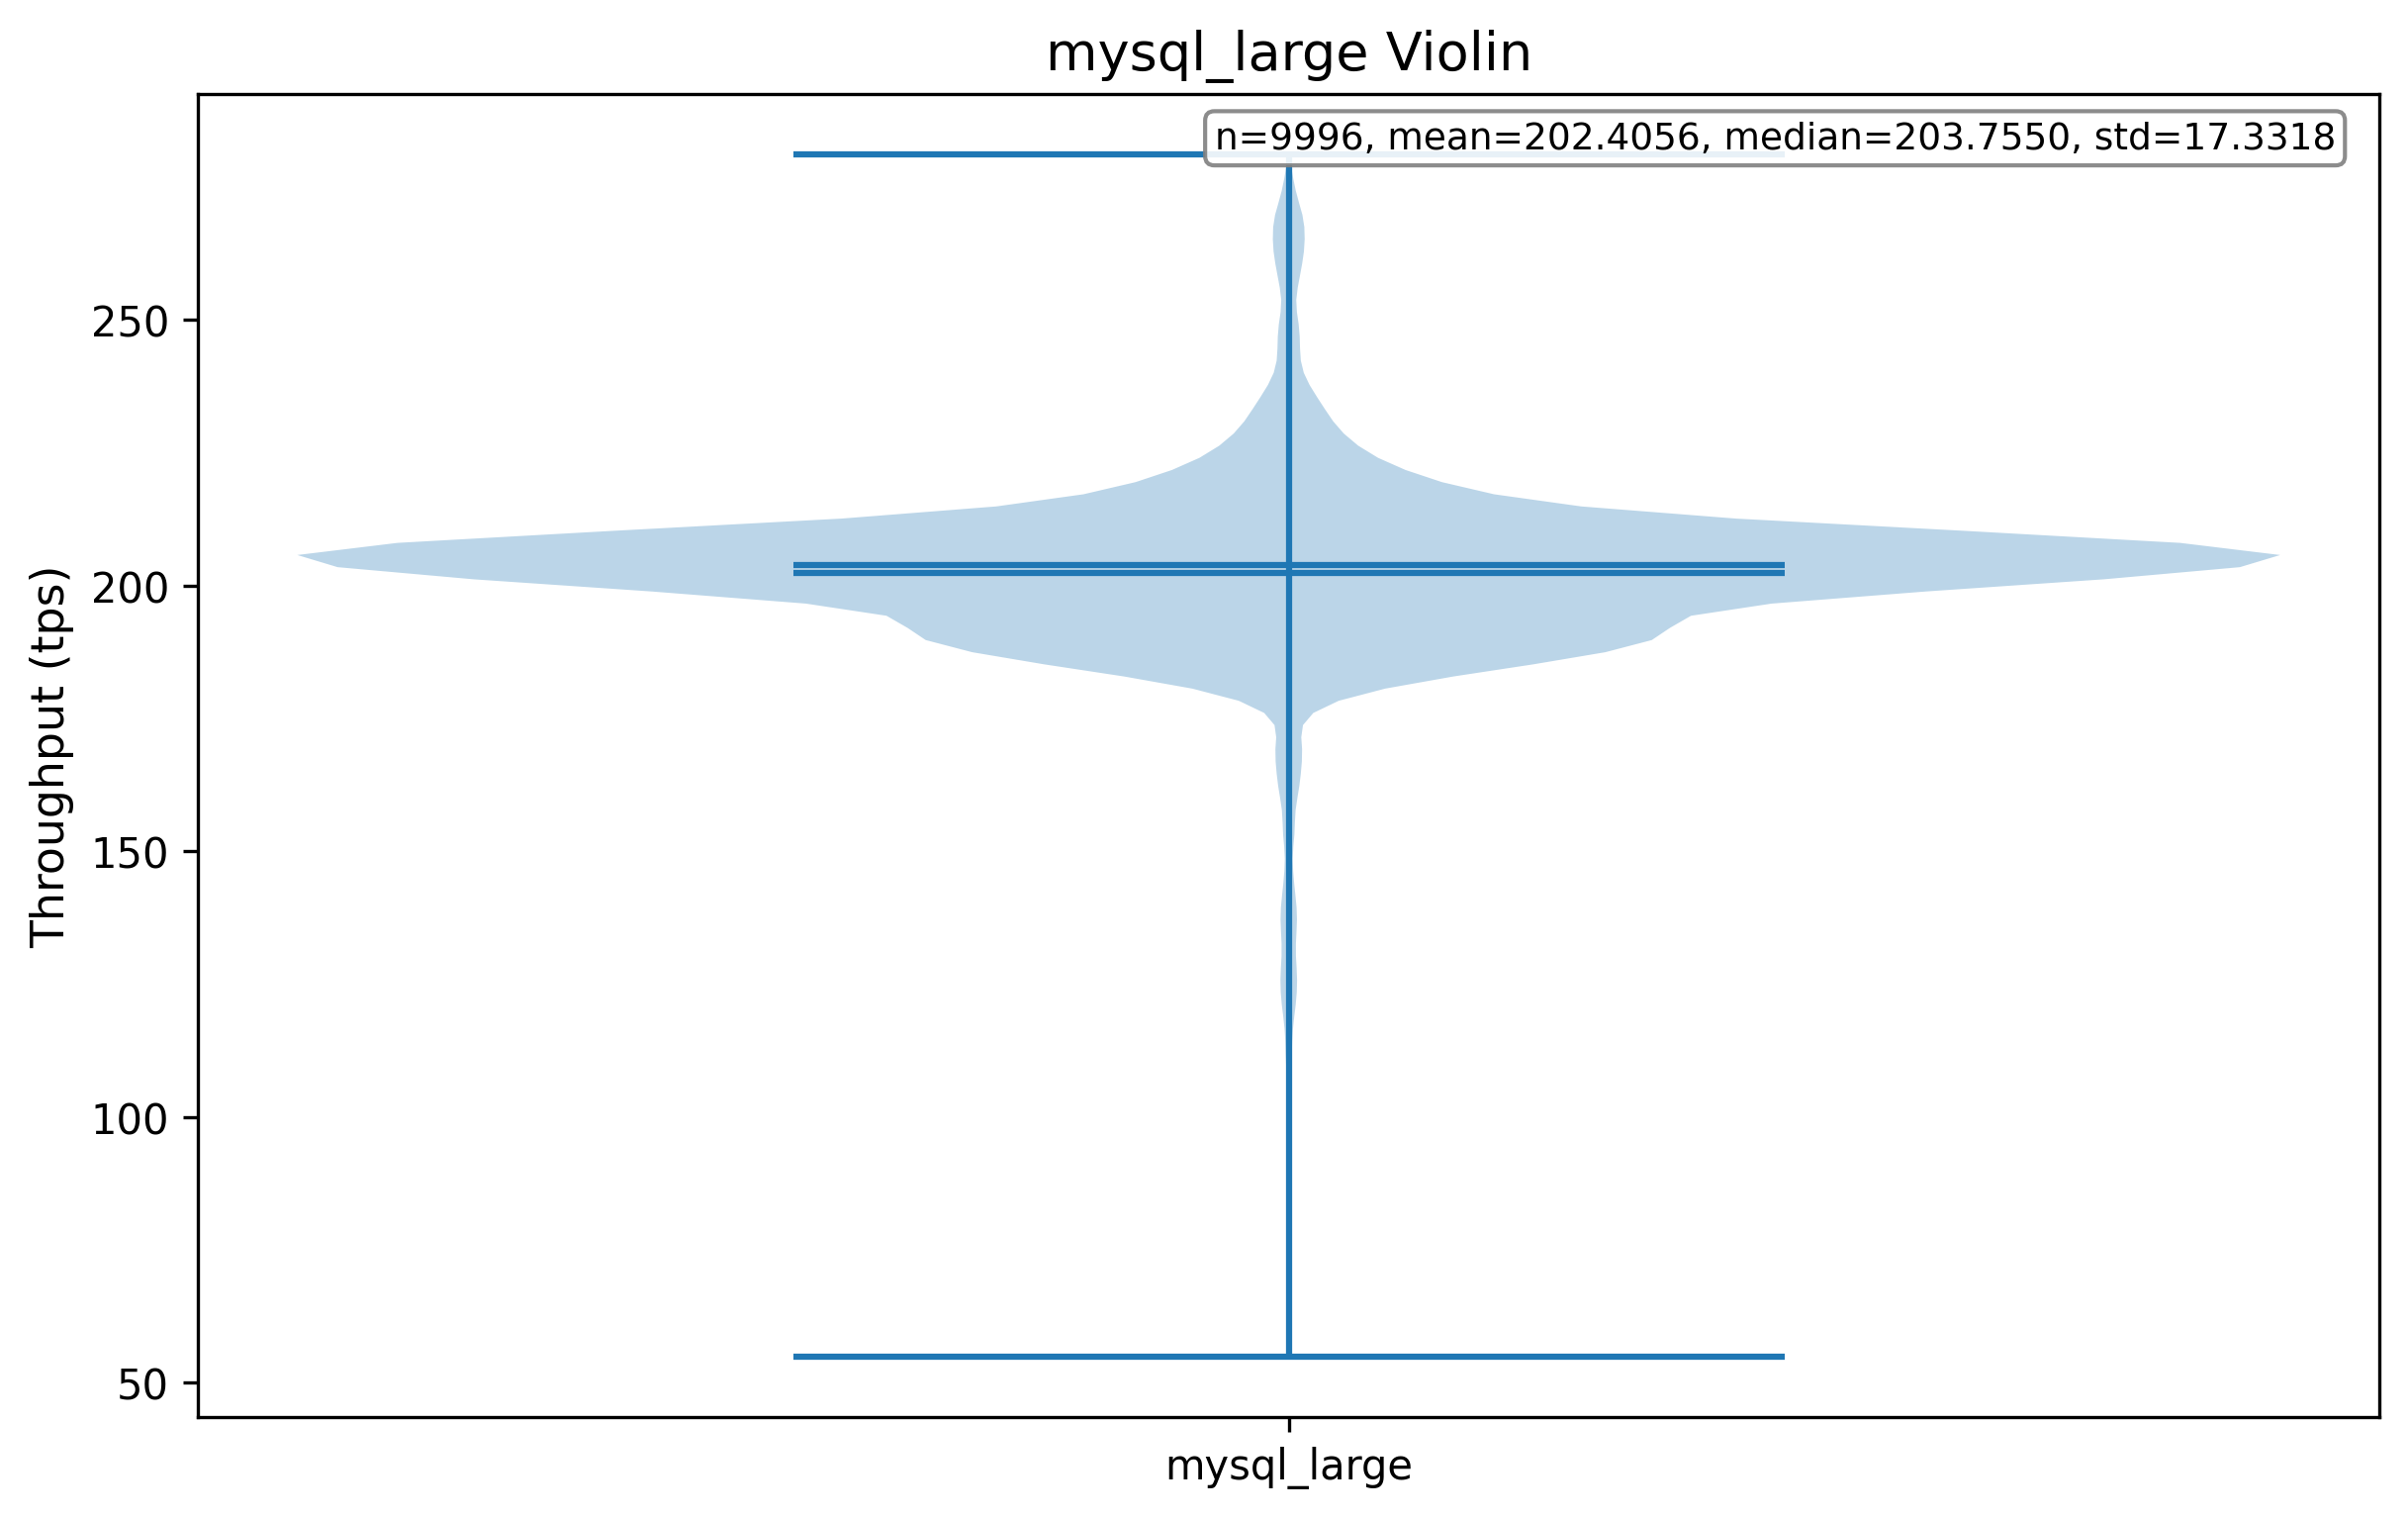 mysql_large Violin
n=9996, mean=202.4056, median=203.7550, std=17.3318
Throughput (tps)
250
200
150
100
50
mysql_large